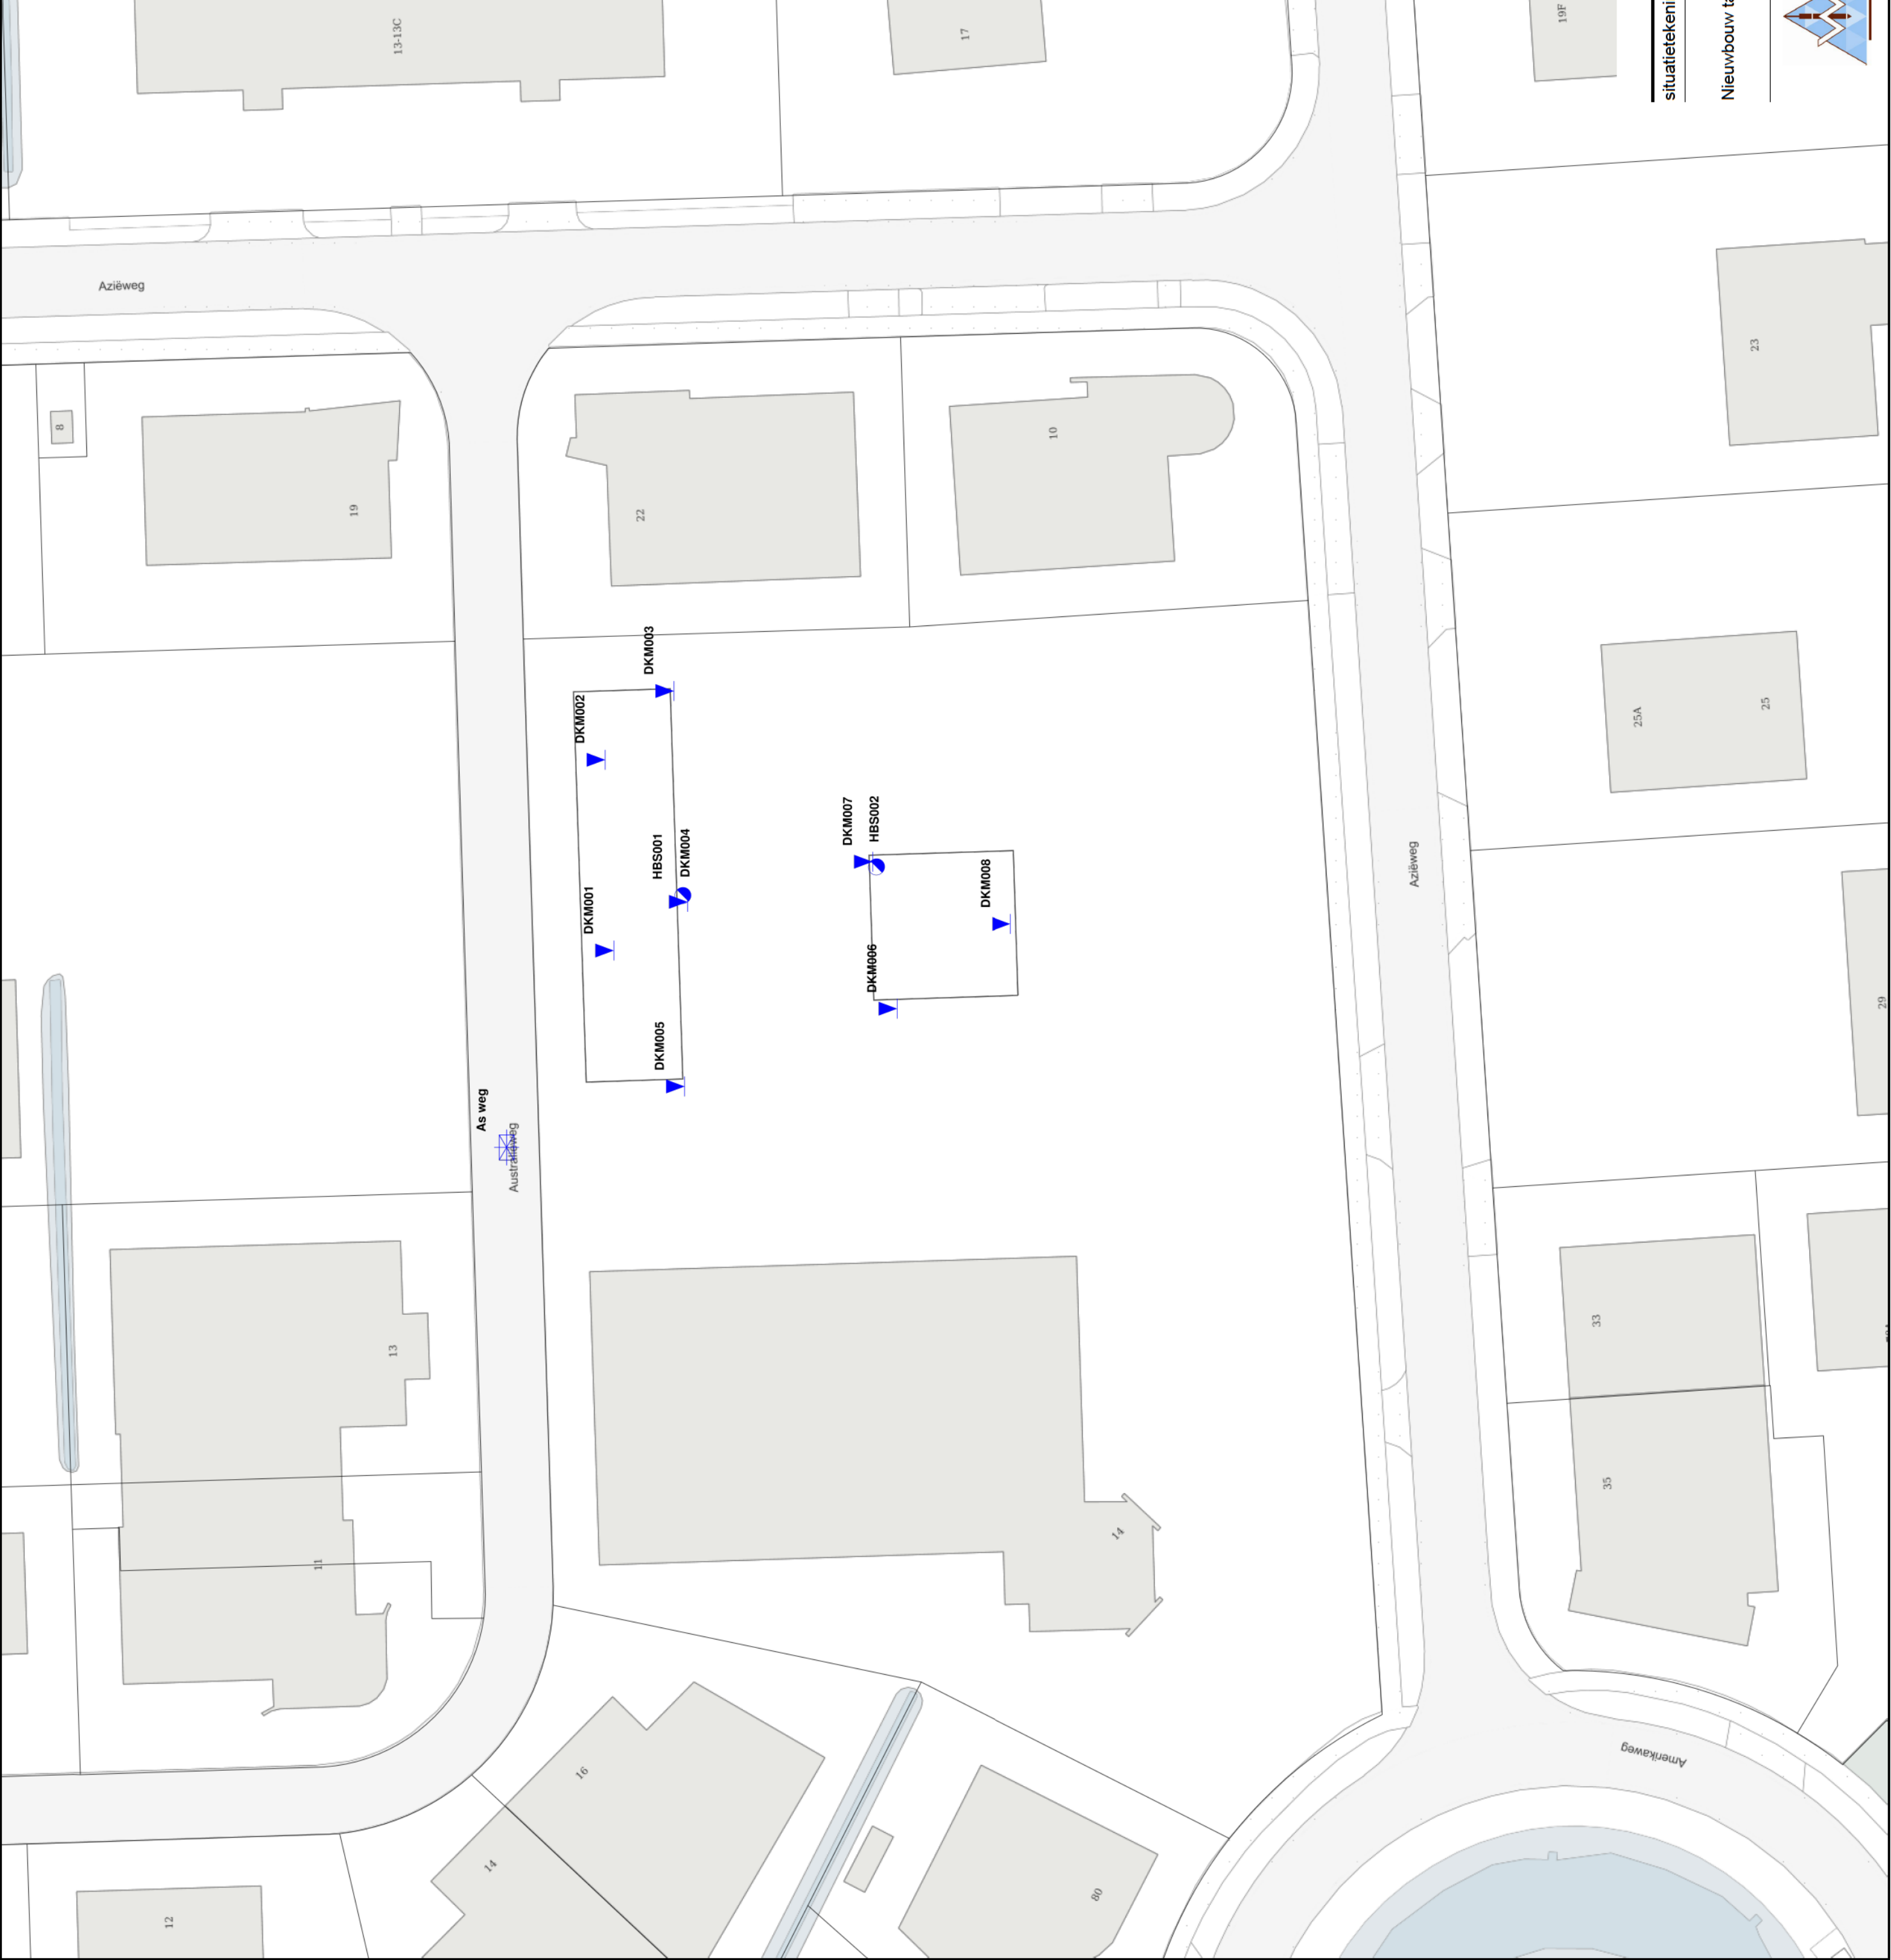 13-13C
17
19F
situatietekeni
Nieuwbouw ta
Aziëweg
8
19
22
10
23
DKM003
DKM002
25A
25
DKM007
HBS002
HBS001
DKM004
DKM008
Aziëweg
DKM001
DKM006
29
DKM005
As weg
Australiëweg
13
33
35
14
11
16
Amerikaweg
14
80
12